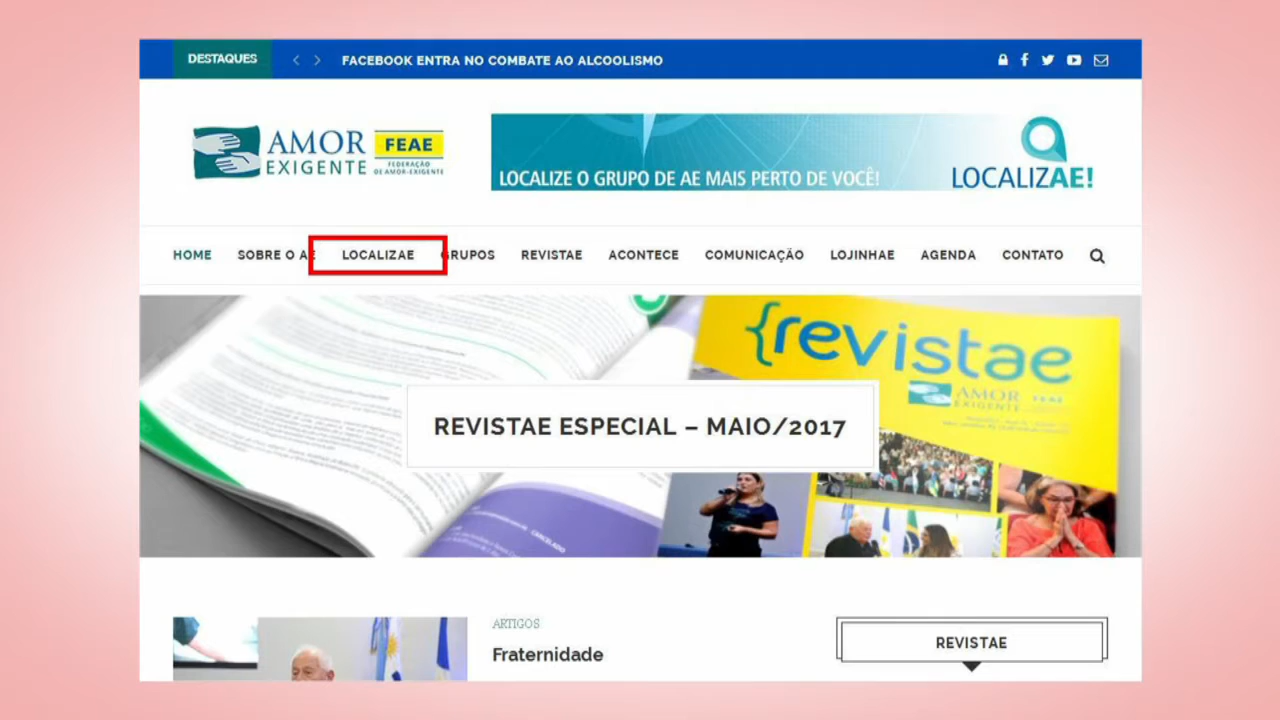 DESTAQUES
FACEBOOK ENTRA NO COMBATE AO ALCOOLISMO
AMOR EXIGENTE
FEAE
FEDERAÇÃO
DE AMOR-EXIGENTE
LOCALIZE O GRUPO DE AE MAIS PERTO DE VOCÊ!
LOCALIZAE!
HOME SOBRE O AE LOCALIZAE GRUPOS REVISTAE ACONTECE COMUNICAÇÃO LOJINHAE AGENDA CONTATO
{revistae
AMOR EXIGENTE FEAE
REVISTAE ESPECIAL – MAIO/2017
CANCELADO
ARTIGOS
Fraternidade
REVISTAE